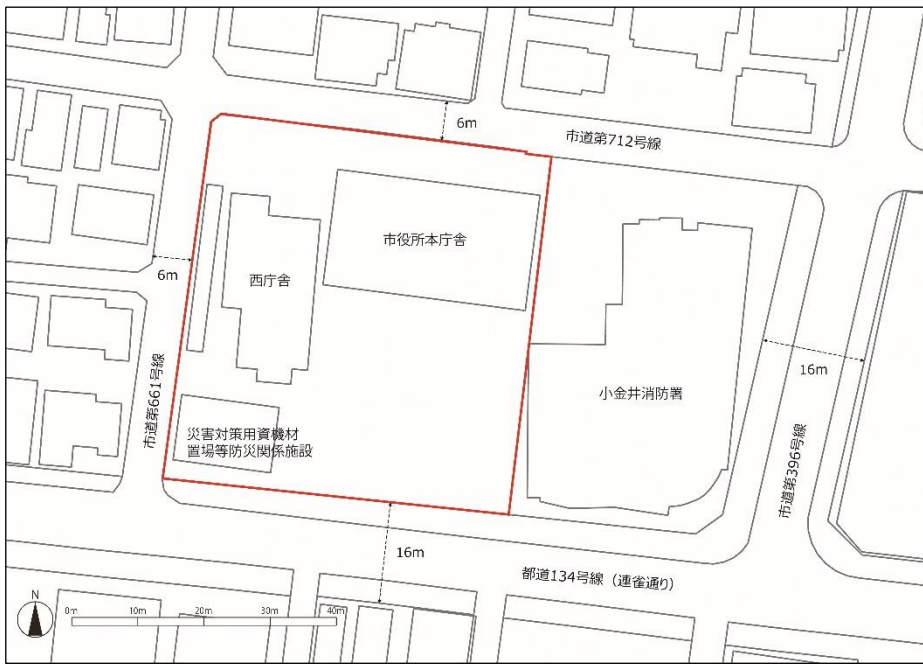 6m
市道第712号線
市役所本庁舎
西庁舎
6m
16m
小金井消防署
市道第661号線
災害対策用資機材
置場等防災関係施設
市道第396号線
16m
都道134号線（連雀通り）
N
0m 10m 20m 30m 40m